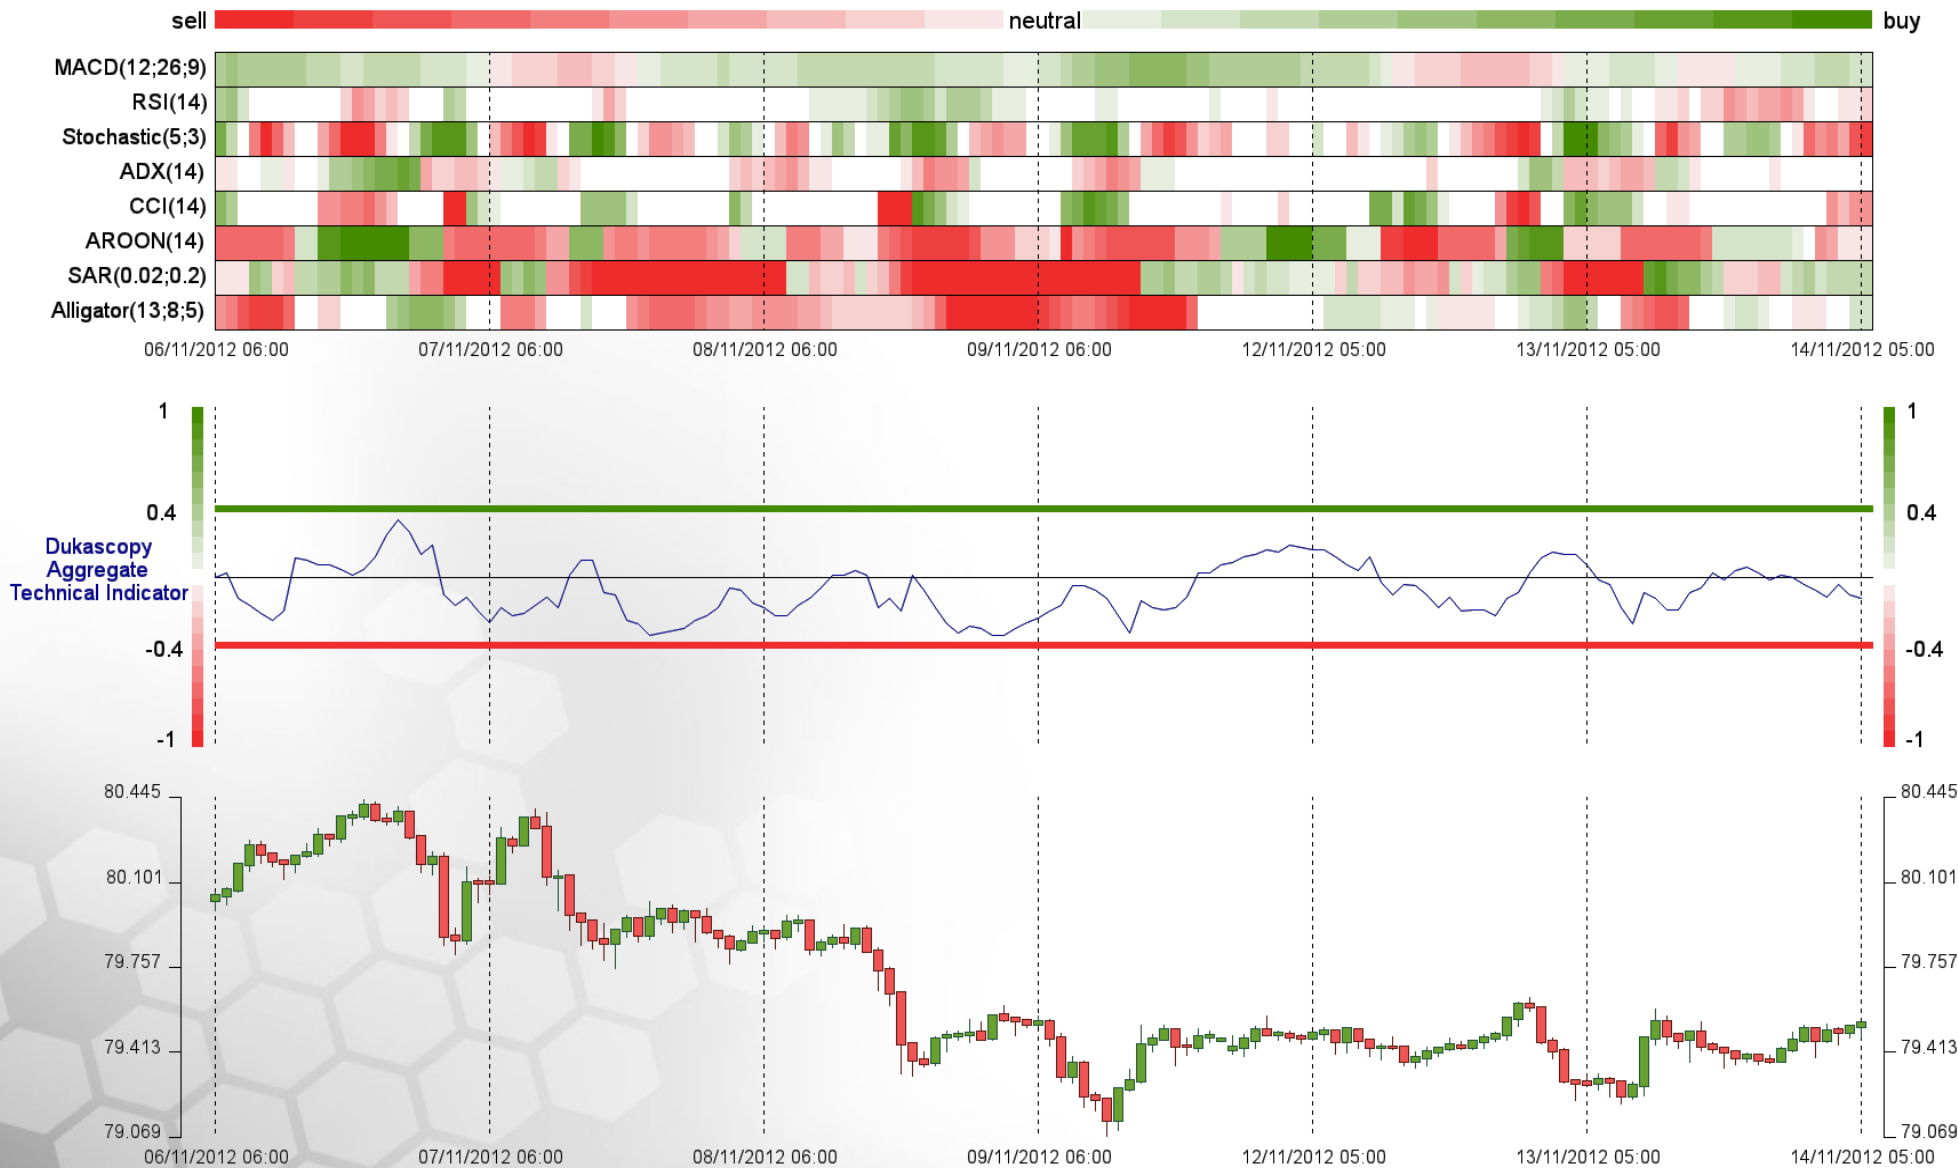 sell neutral buy
MACD(12;26;9)
RSI(14)
Stochastic(5;3)
ADX(14)
CCI(14)
AROON(14)
SAR(0.02;0.2)
Alligator(13;8;5)
06/11/2012 06:00 07/11/2012 06:00 08/11/2012 06:00 09/11/2012 06:00 12/11/2012 05:00 13/11/2012 05:00 14/11/2012 05:00
1 1
0.4 0.4
Dukascopy
Aggregate
Technical Indicator
-0.4 -0.4
-1 -1
80.445 80.445
80.101 80.101
79.757 79.757
79.413 79.413
79.069 79.069
06/11/2012 06:00 07/11/2012 06:00 08/11/2012 06:00 09/11/2012 06:00 12/11/2012 05:00 13/11/2012 05:00 14/11/2012 05:00